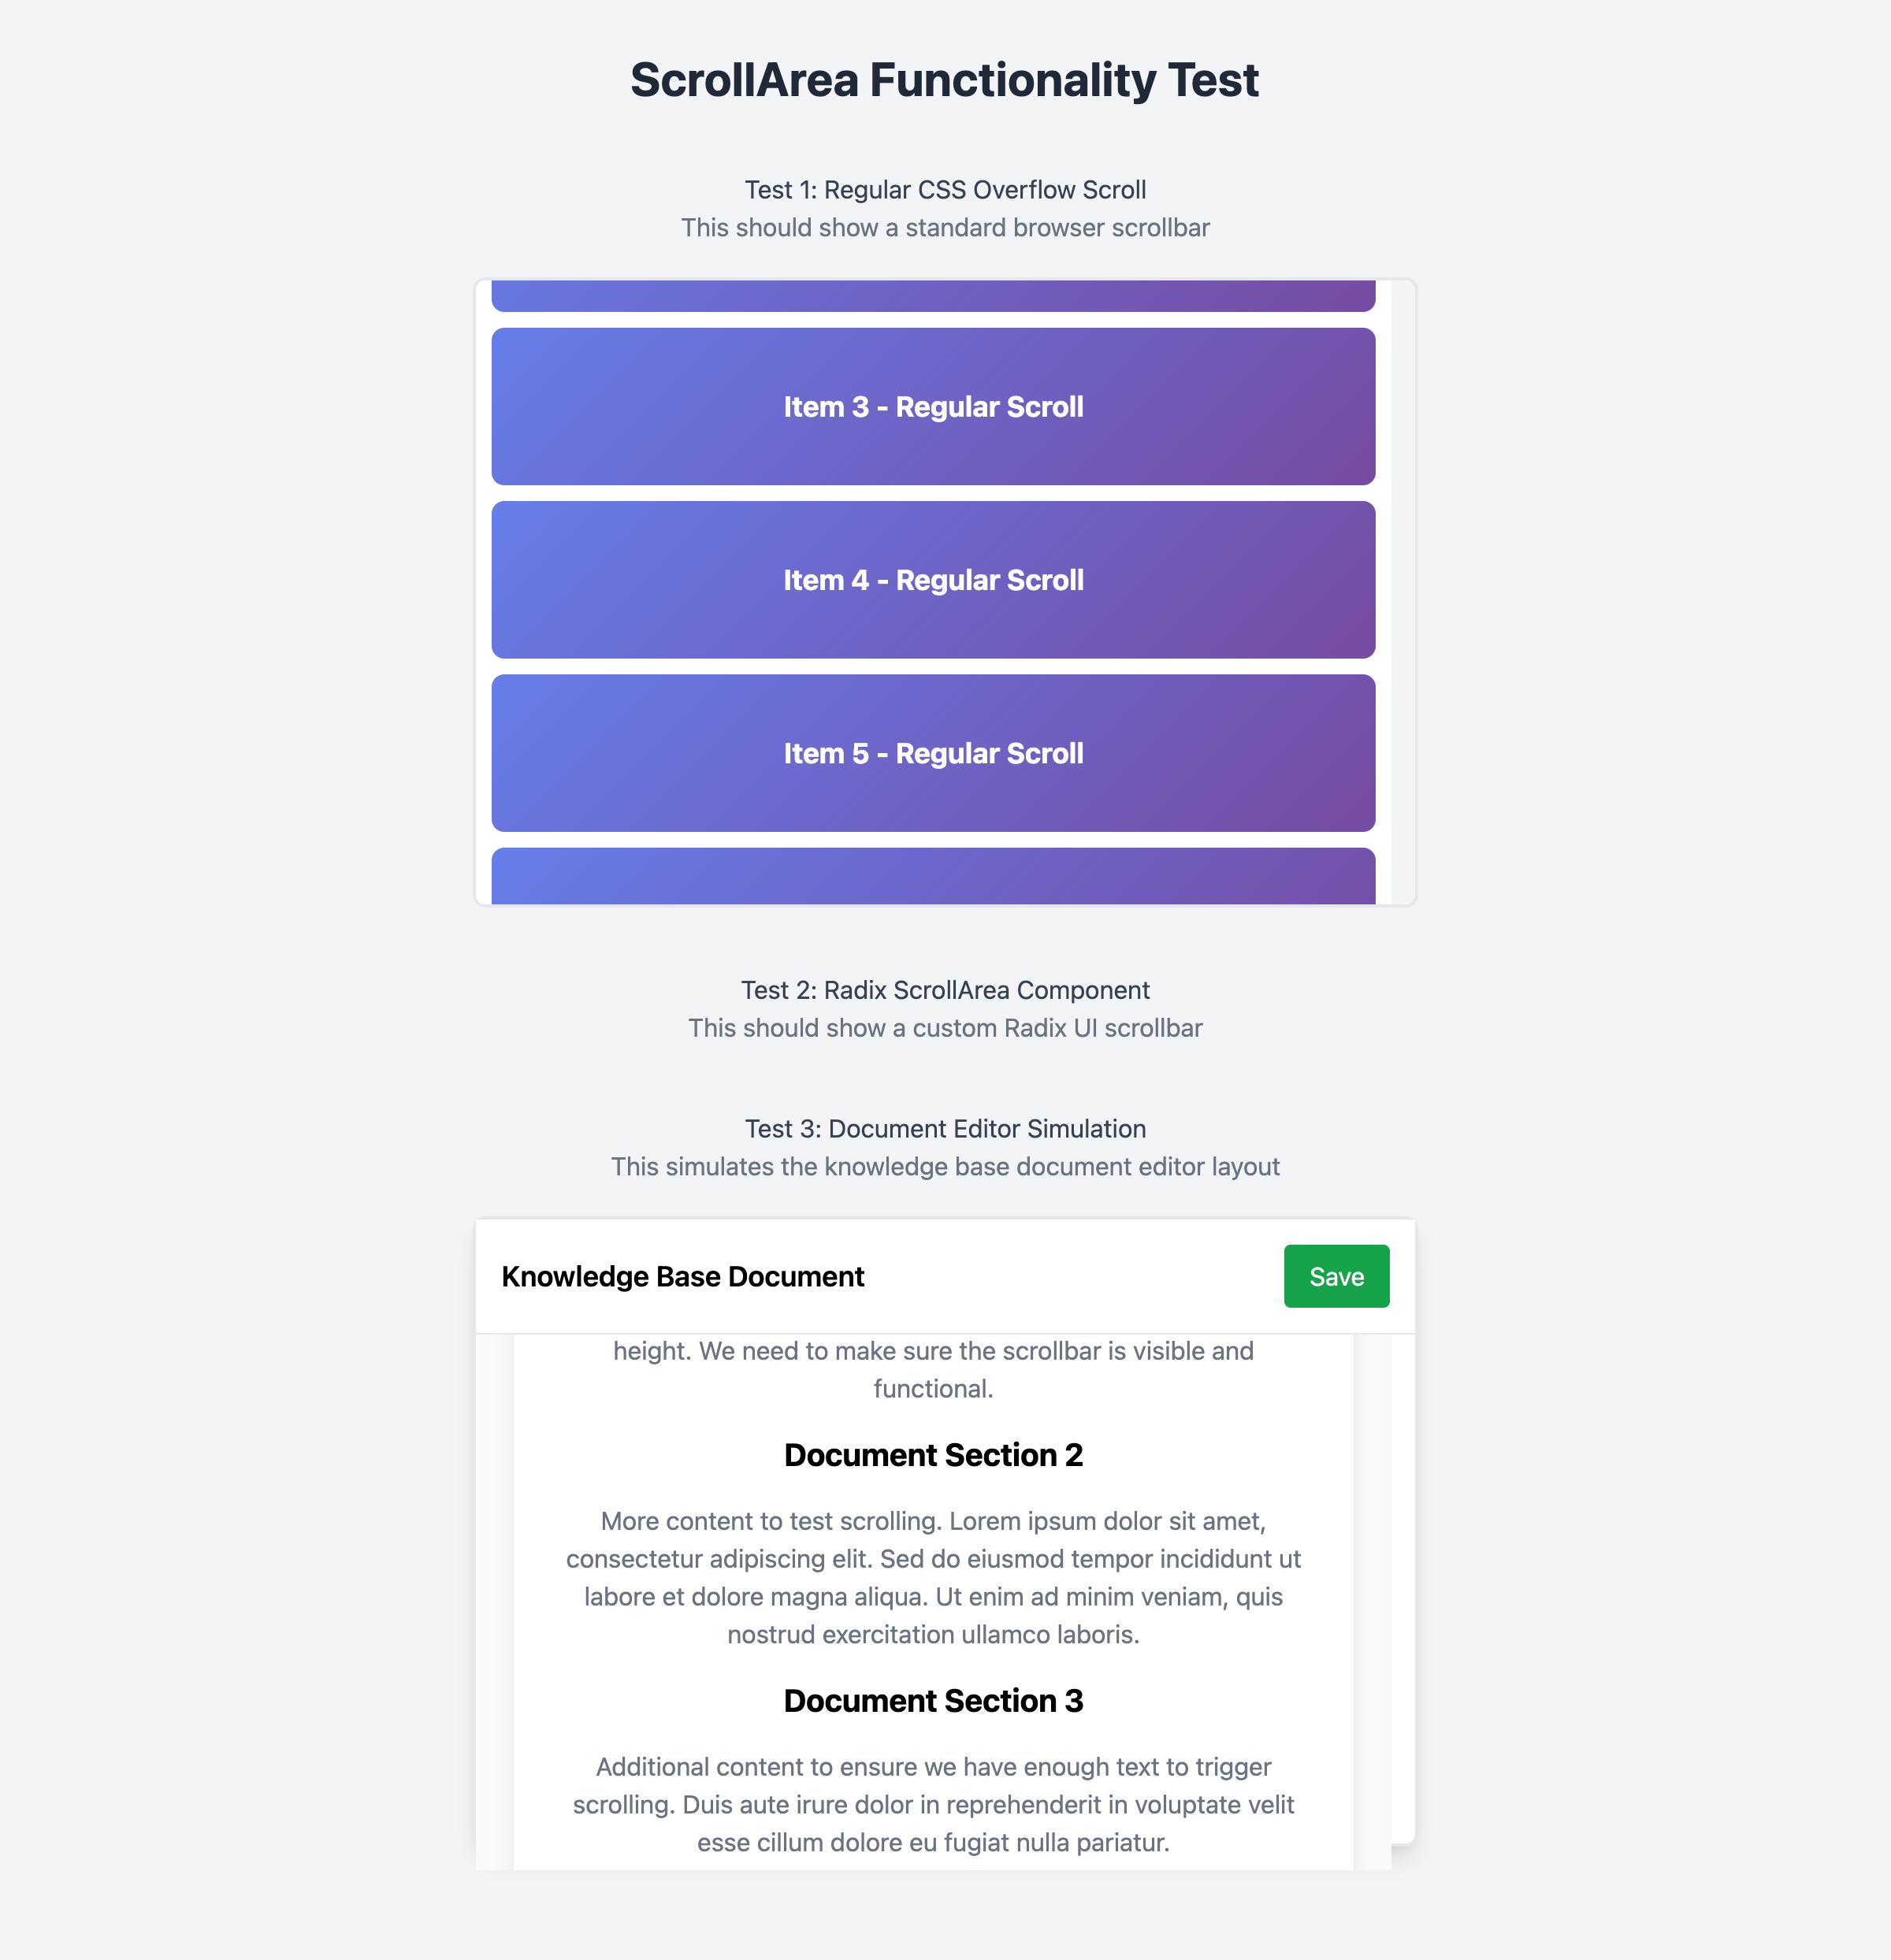 ScrollArea Functionality Test
Test 1: Regular CSS Overflow Scroll
This should show a standard browser scrollbar
Item 3 - Regular Scroll
Item 4 - Regular Scroll
Item 5 - Regular Scroll
Test 2: Radix ScrollArea Component
This should show a custom Radix UI scrollbar
Test 3: Document Editor Simulation
This simulates the knowledge base document editor layout
Knowledge Base Document
Save
height. We need to make sure the scrollbar is visible and
functional.
Document Section 2
More content to test scrolling. Lorem ipsum dolor sit amet,
consectetur adipiscing elit. Sed do eiusmod tempor incididunt ut
labore et dolore magna aliqua. Ut enim ad minim veniam, quis
nostrud exercitation ullamco laboris.
Document Section 3
Additional content to ensure we have enough text to trigger
scrolling. Duis aute irure dolor in reprehenderit in voluptate velit
esse cillum dolore eu fugiat nulla pariatur.